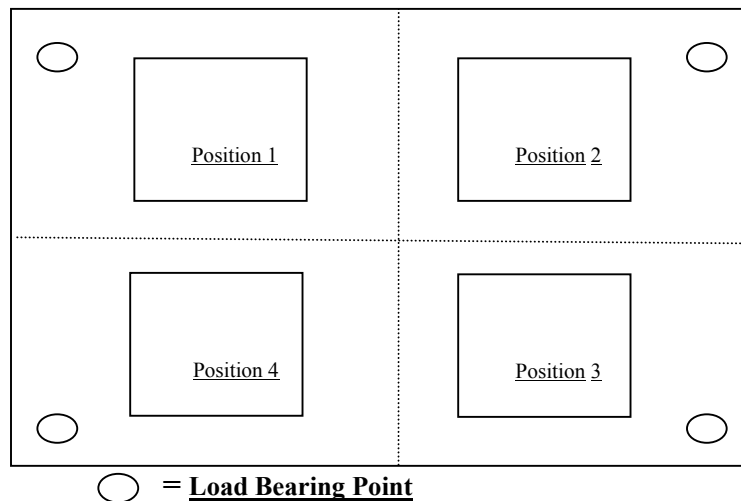 Position 1
Position 2
Position 4
Position 3
= Load Bearing Point